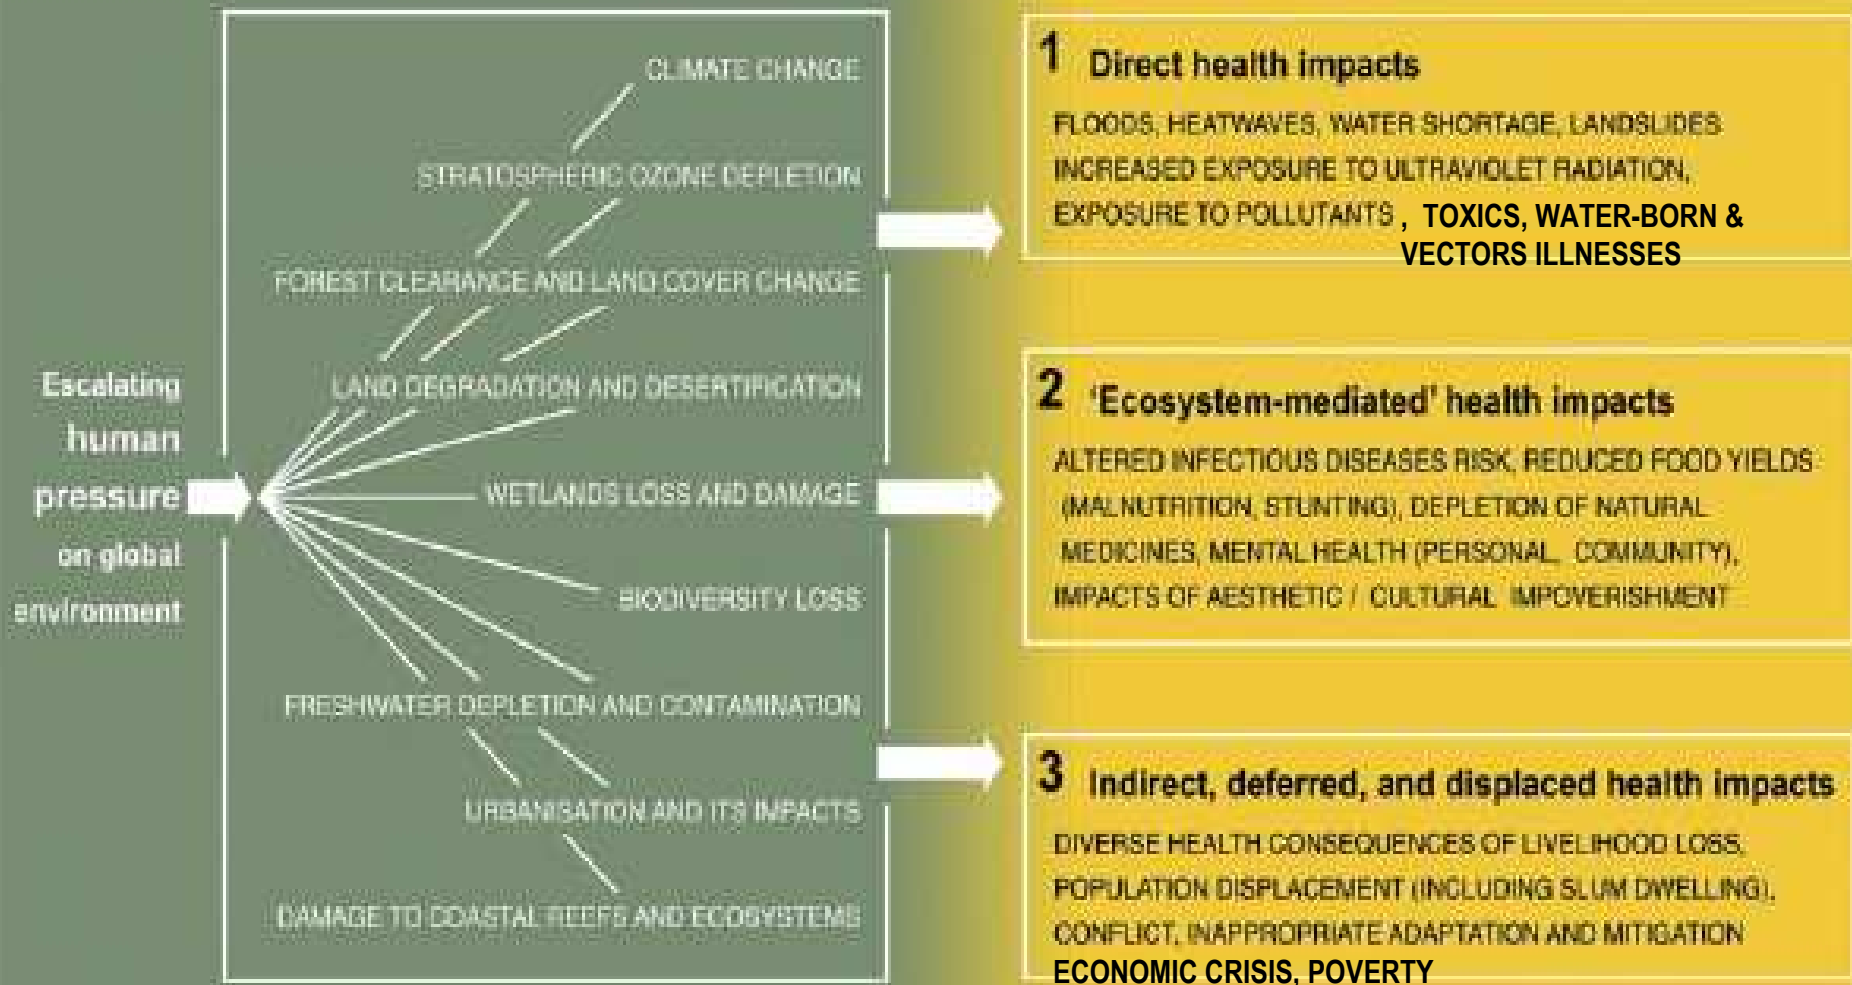 Escalating
human
pressure
on global
environment
CLIMATE CHANGE
STRATOSPHERIC OZONE DEPLETION
FOREST CLEARANCE AND LAND COVER CHANGE
LAND DEGRADATION AND DESERTIFICATION
WETLANDS LOSS AND DAMAGE
BIODIVERSITY LOSS
FRESHWATER DEPLETION AND CONTAMINATION
URBANISATION AND ITS IMPACTS
DAMAGE TO COASTAL REEFS AND ECOSYSTEMS
1 Direct health impacts
FLOODS, HEATWAVES, WATER SHORTAGE, LANDSLIDES
INCREASED EXPOSURE TO ULTRAVIOLET RADIATION,
EXPOSURE TO POLLUTANTS , TOXICS, WATER-BORN &
VECTORS ILLNESSES
2 'Ecosystem-mediated' health impacts
ALTERED INFECTIOUS DISEASES RISK, REDUCED FOOD YIELDS
(MALNUTRITION, STUNTING), DEPLETION OF NATURAL
MEDICINES, MENTAL HEALTH (PERSONAL, COMMUNITY),
IMPACTS OF AESTHETIC / CULTURAL IMPOVERISHMENT
3 Indirect, deferred, and displaced health impacts
DIVERSE HEALTH CONSEQUENCES OF LIVELIHOOD LOSS,
POPULATION DISPLACEMENT (INCLUDING SLUM DWELLING),
CONFLICT, INAPPROPRIATE ADAPTATION AND MITIGATION
ECONOMIC CRISIS, POVERTY